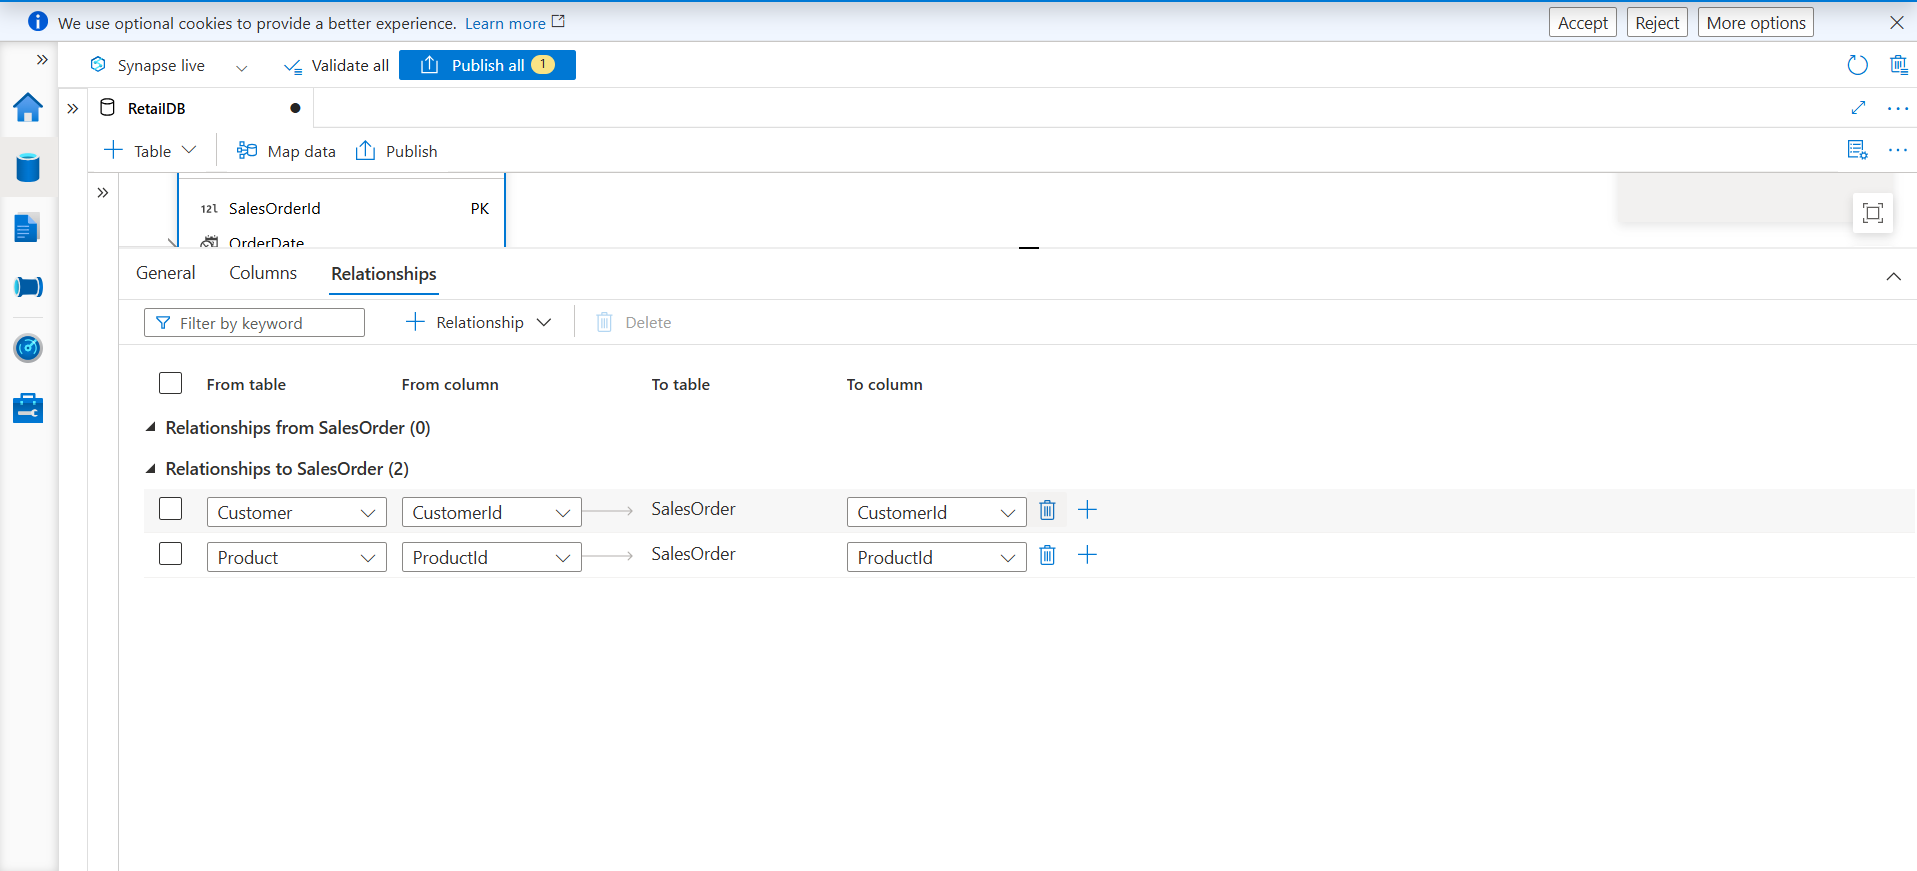 We use optional cookies to provide a better experience. Learn more
Accept
Reject
More options
Synapse live
Validate all
Publish all 1
RetailDB
Table
Map data
Publish
12L SalesOrderId PK
OrderDate
General
Columns
Relationships
Filter by keyword
Relationship
Delete
From table From column To table To column
Relationships from SalesOrder (0)
Relationships to SalesOrder (2)
Customer CustomerId SalesOrder CustomerId
Product ProductId SalesOrder ProductId